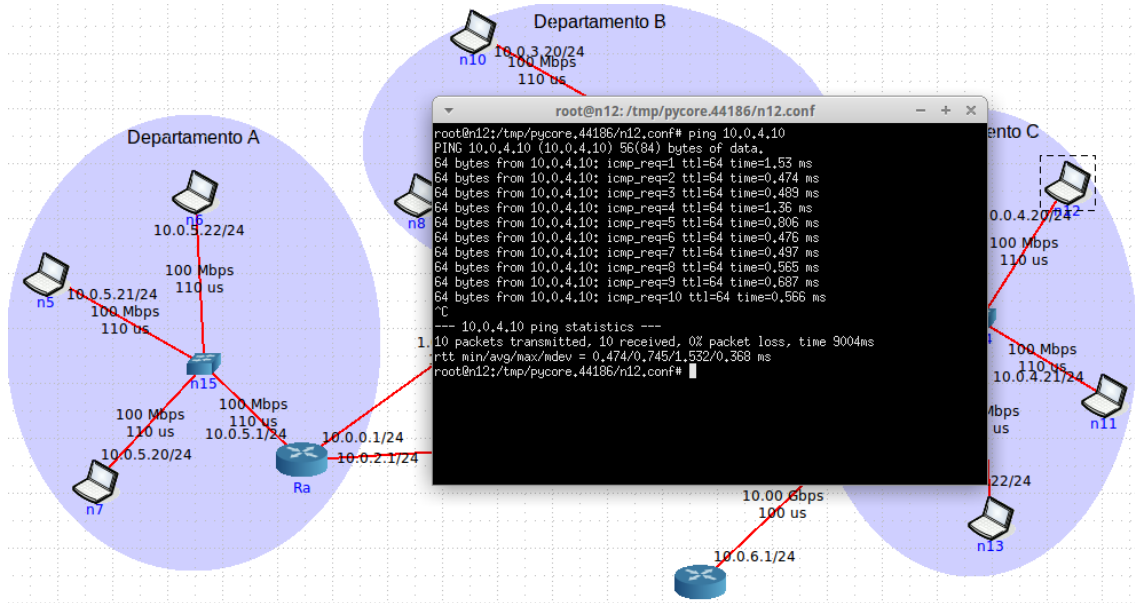 Departamento B
n10
10.0.3.20/24
100 Mbps
110 us
root@n12: /tmp/pycore.44186/n12.conf
root@n12:/tmp/pycore.44186/n12.conf# ping 10.0.4.10
PING 10.0.4.10 (10.0.4.10) 56(84) bytes of data.
64 bytes from 10.0.4.10: icmp_req=1 ttl=64 time=1.53 ms
64 bytes from 10.0.4.10: icmp_req=2 ttl=64 time=0.474 ms
64 bytes from 10.0.4.10: icmp_req=3 ttl=64 time=0.489 ms
64 bytes from 10.0.4.10: icmp_req=4 ttl=64 time=1.36 ms
64 bytes from 10.0.4.10: icmp_req=5 ttl=64 time=0.806 ms
64 bytes from 10.0.4.10: icmp_req=6 ttl=64 time=0.476 ms
64 bytes from 10.0.4.10: icmp_req=7 ttl=64 time=0.497 ms
64 bytes from 10.0.4.10: icmp_req=8 ttl=64 time=0.565 ms
64 bytes from 10.0.4.10: icmp_req=9 ttl=64 time=0.687 ms
64 bytes from 10.0.4.10: icmp_req=10 ttl=64 time=0.566 ms
^C
--- 10.0.4.10 ping statistics ---
10 packets transmitted, 10 received, 0% packet loss, time 9004ms
rtt min/avg/max/mdev = 0.474/0.745/1.532/0.368 ms
root@n12:/tmp/pycore.44186/n12.conf#
Departamento A
n6
10.0.5.22/24
100 Mbps
110 us
n5
10.0.5.21/24
100 Mbps
110 us
n15
100 Mbps
110 us
10.0.5.20/24
n7
100 Mbps
110 us
10.0.5.1/24
10.0.0.1/24
10.0.2.1/24
Ra
n8
1.
ento C
n12
0.0.4.20/24
100 Mbps
110 us
4
100 Mbps
110 us
10.0.4.21/24
n11
Mbps
us
22/24
n13
10.00 Gbps
100 us
10.0.6.1/24